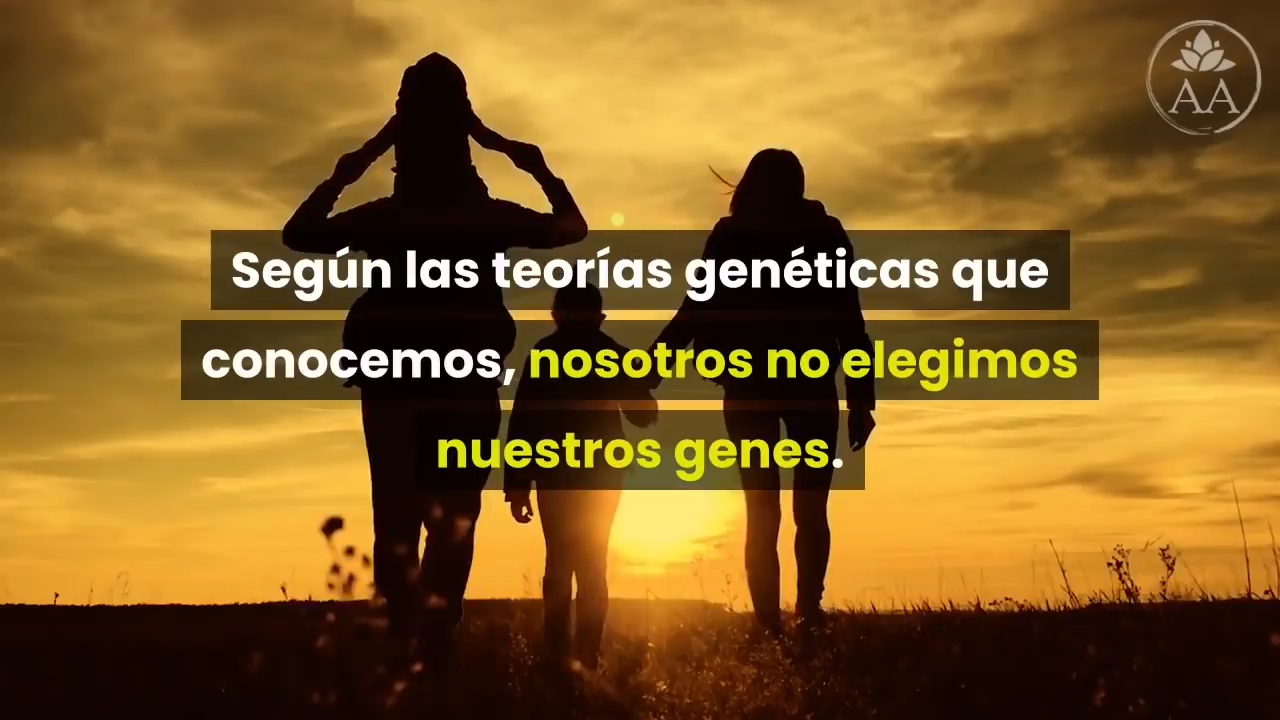 AA
Según las teorías genéticas que
conocemos, nosotros no elegimos
nuestros genes.